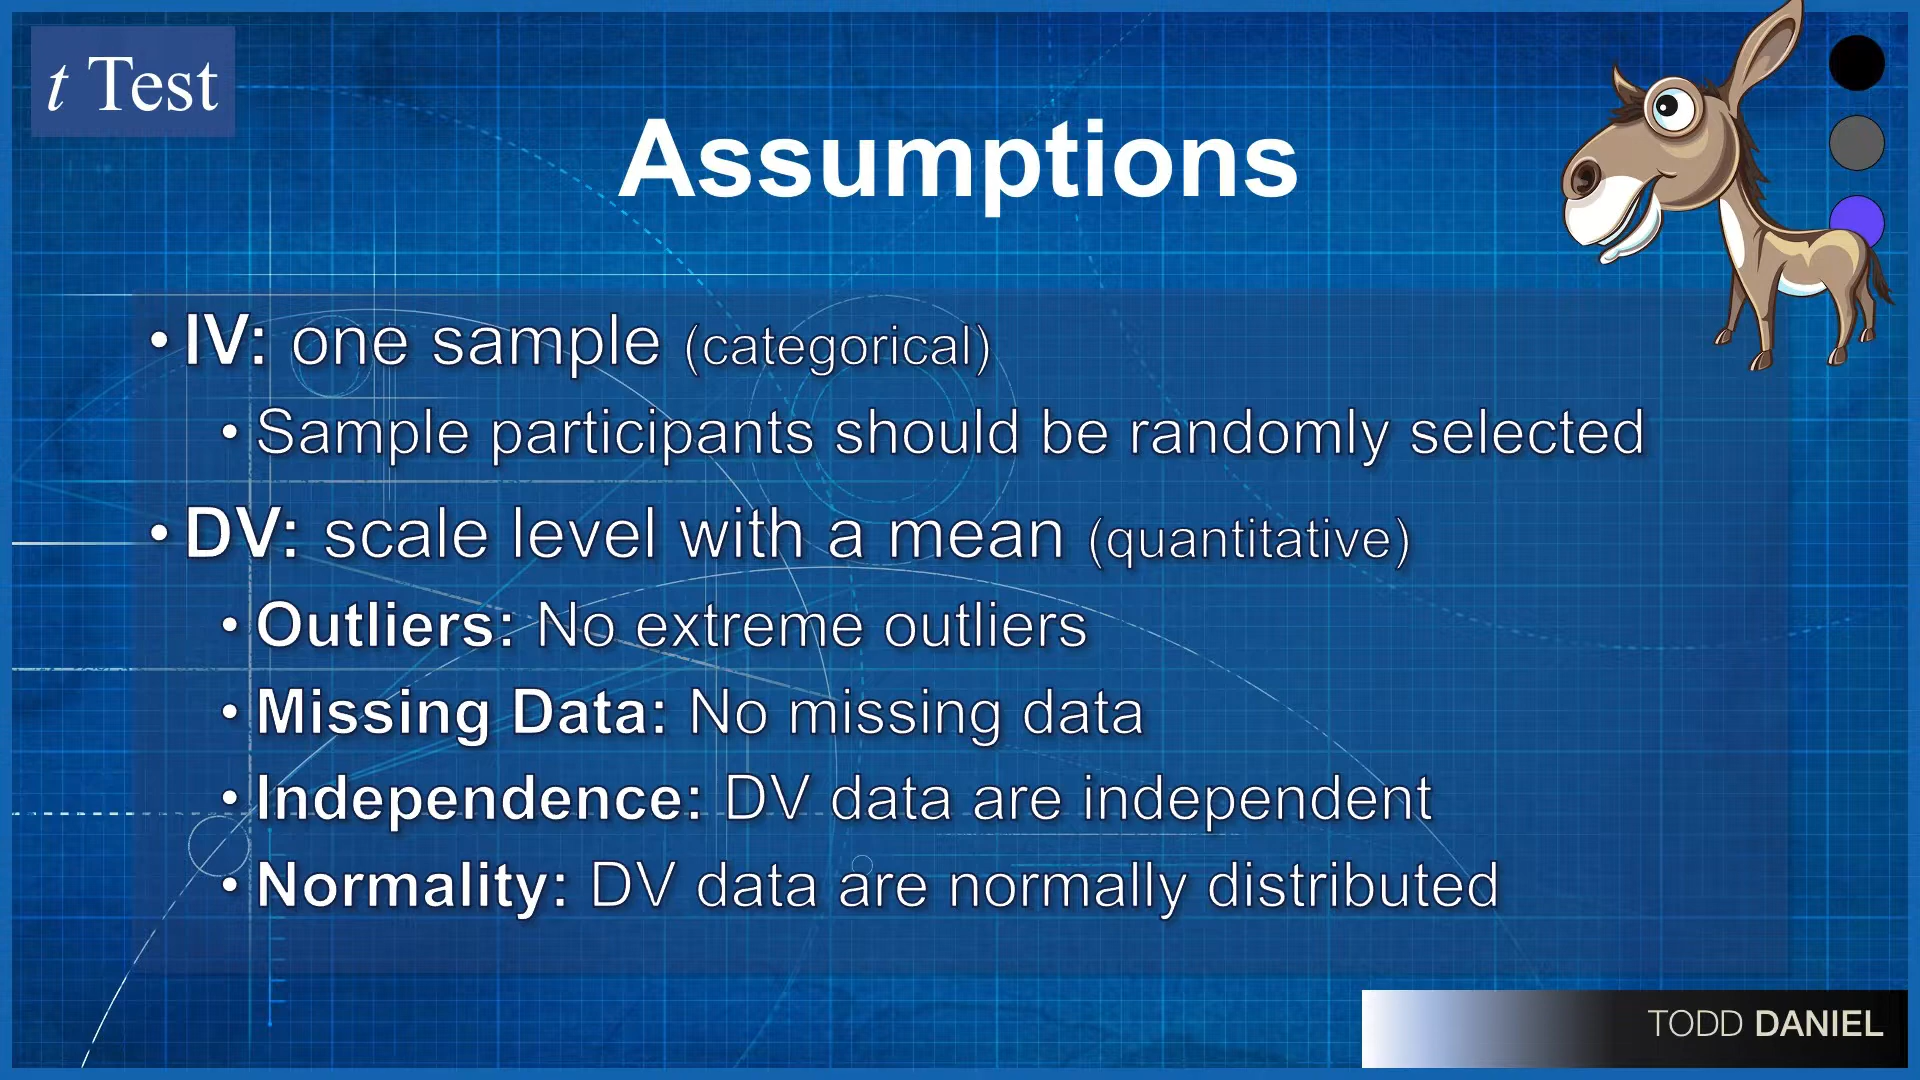 t Test
Assumptions
• IV: one sample (categorical)
• Sample participants should be randomly selected
• DV: scale level with a mean (quantitative)
• Outliers: No extreme outliers
• Missing Data: No missing data
• Independence: DV data are independent
• Normality: DV data are normally distributed
TODD DANIEL